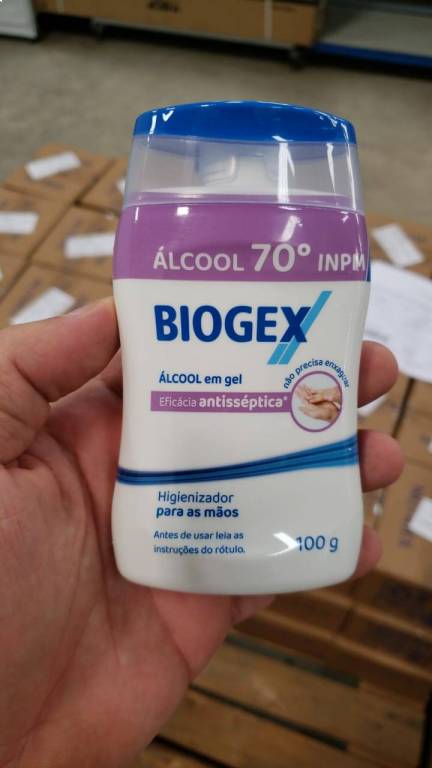 ÁLCOOL 70° INPM
BIOGEX
ÁLCOOL em gel
não precisa enxaguar
Eficácia antisséptica*
Higienizador
para as mãos
Antes de usar leia as
instruções do rótulo.
100 g